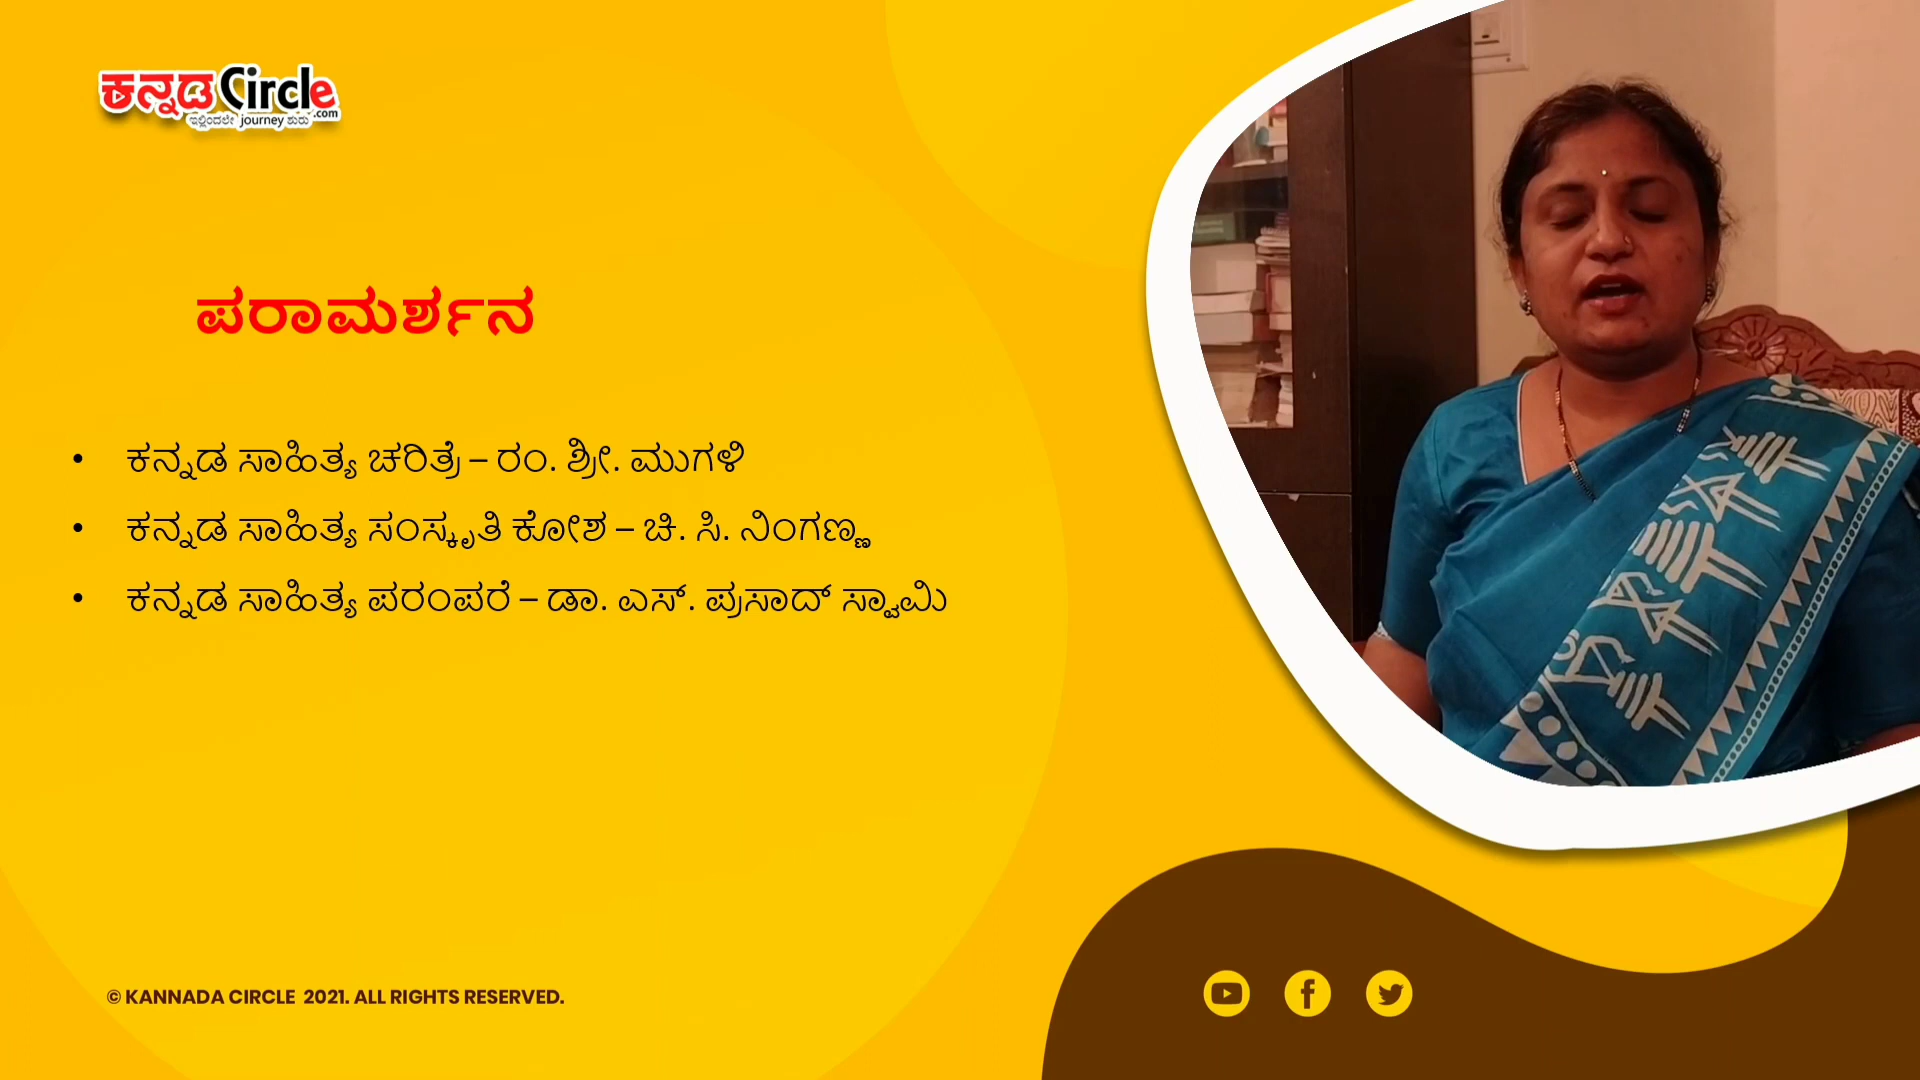 ಕನ್ನಡ Circle
.com
ಇಲ್ಲಿಂದಲೇ journey ಶುರು
ಪರಾಮರ್ಶನ
• ಕನ್ನಡ ಸಾಹಿತ್ಯ ಚರಿತ್ರೆ – ರಂ. ಶ್ರೀ. ಮುಗಳಿ
• ಕನ್ನಡ ಸಾಹಿತ್ಯ ಸಂಸ್ಕೃತಿ ಕೋಶ – ಚಿ. ಸಿ. ನಿಂಗಣ್ಣ
• ಕನ್ನಡ ಸಾಹಿತ್ಯ ಪರಂಪರೆ – ಡಾ. ಎಸ್. ಪ್ರಸಾದ್ ಸ್ವಾಮಿ
© KANNADA CIRCLE 2021. ALL RIGHTS RESERVED.